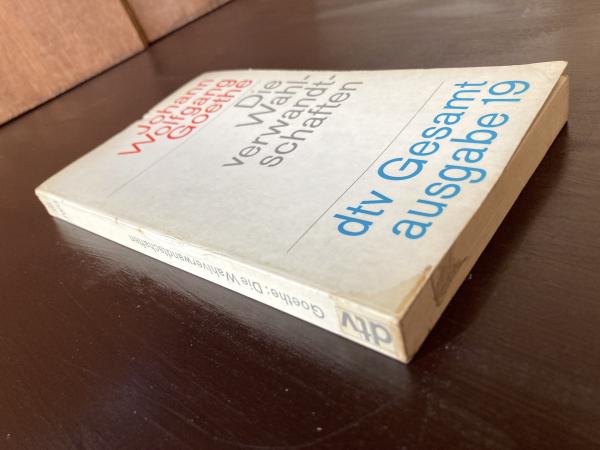 Johann
Wolfgang
Goethe
Die
Wahl-
verwandt-
schaften
dtv Gesamt
ausgabe 19
dtv
Goethe: Die Wahlverwandtschaften